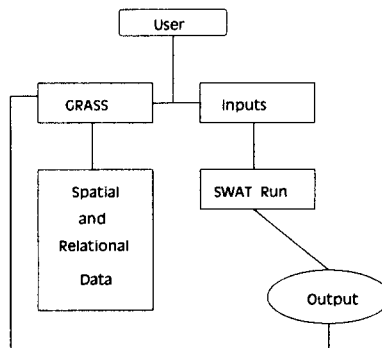 User
GRASS
Inputs
Spatial
and
Relational
Data
SWAT Run
Output